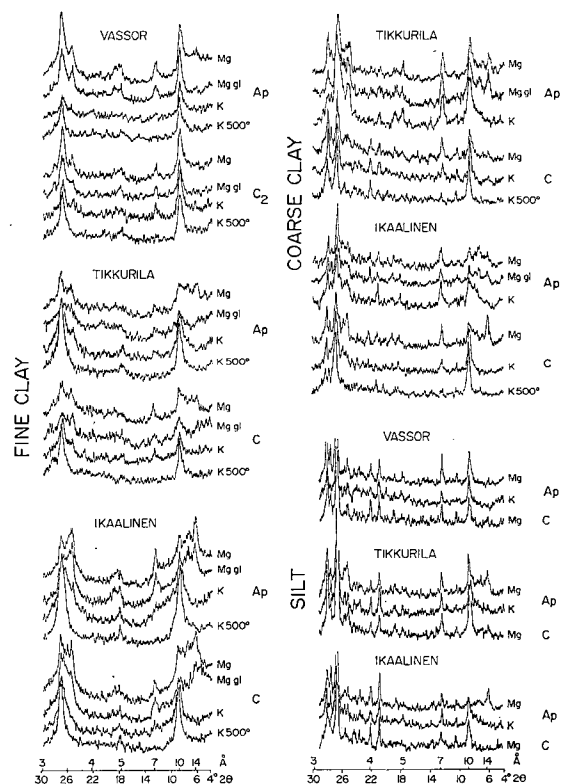 FINE CLAY
VASSOR
Mg
Mg gl
Ap
K
K 500°
Mg
Mg gl
C2
K
K 500°
TIKKURILA
Mg
Mg gl
Ap
K
K 500°
Mg
Mg gl
C
K
K 500°
IKAALINEN
Mg
Mg gl
K
Ap
K 500°
Mg
Mg gl
C
K
K 500°
3 4 5 7 10 14 Å
30 26 22 18 14 10 6 4° 2θ
COARSE CLAY
TIKKURILA
Mg
Mg gl
Ap
K
Mg
K
C
K 500°
IKAALINEN
Mg
Mg gl
Ap
K
Mg
K
C
K 500°
SILT
VASSOR
Mg
K
Ap
Mg
C
TIKKURILA
Mg
K
Ap
Mg
C
IKAALINEN
Mg
K
Ap
Mg
C
3 4 5 7 10 14 Å
30 26 22 18 14 10 6 4° 2θ